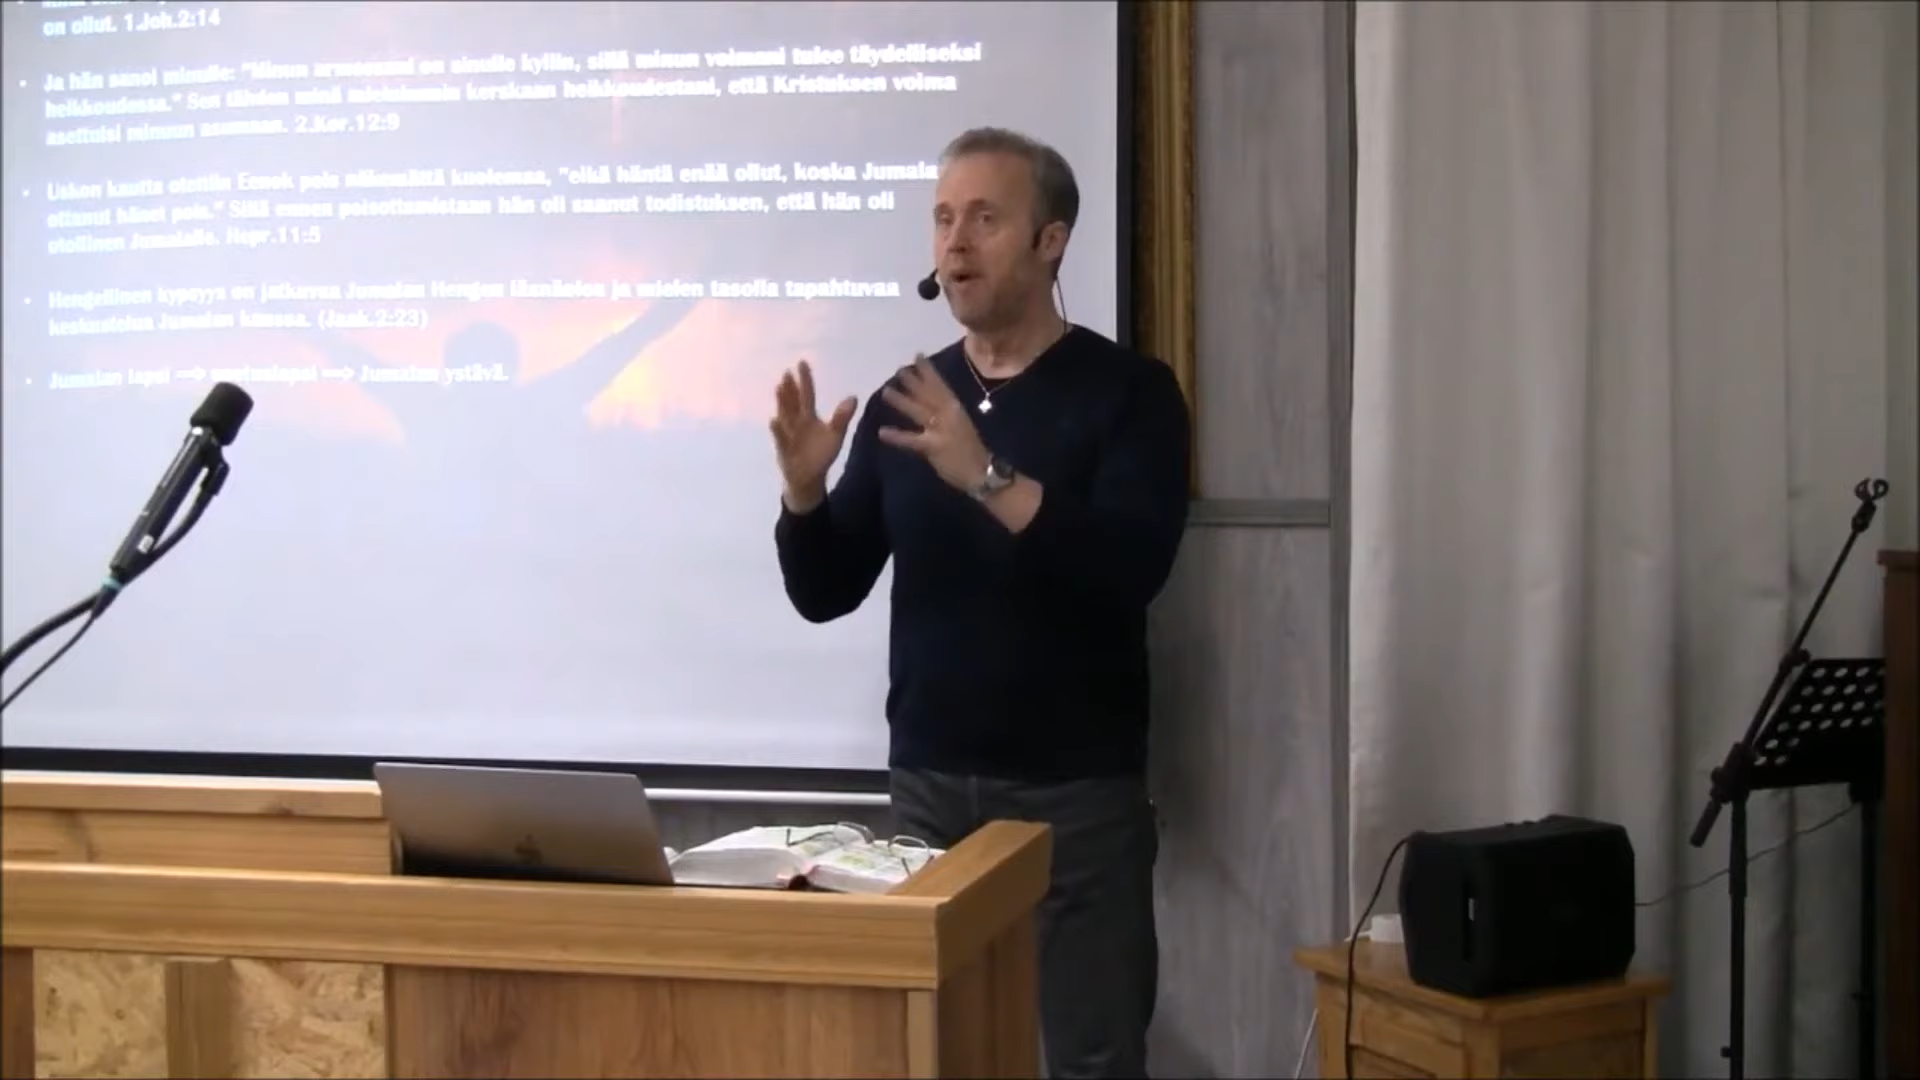 on ollut. 1.Joh.2:14
Ja hän sanoi minulle: "Minun armossani on sinulle kyllin, sillä minun voimani tulee täydelliseksi
heikkoudessa." Sen tähden minä mieluimmin kerskaan heikkoudestani, että Kristuksen voima
asettuisi minuun asumaan. 2.Kor.12:9
Uskon kautta otettiin Eenok pois näkemättä kuolemaa, "eikä häntä enää ollut, koska Jumala
ottanut hänet pois." Sillä ennen poisottamistaan hän oli saanut todistuksen, että hän oli
otollinen Jumalalle. Hepr.11:5
Hengellinen kypsyys on jatkuvaa Jumalan Hengen läsnäoloa ja mielen tasolla tapahtuvaa
keskustelua Jumalan kanssa. (Jaak.2:23)
Jumalan lapsi ==> ==> Jumalan ystävä.